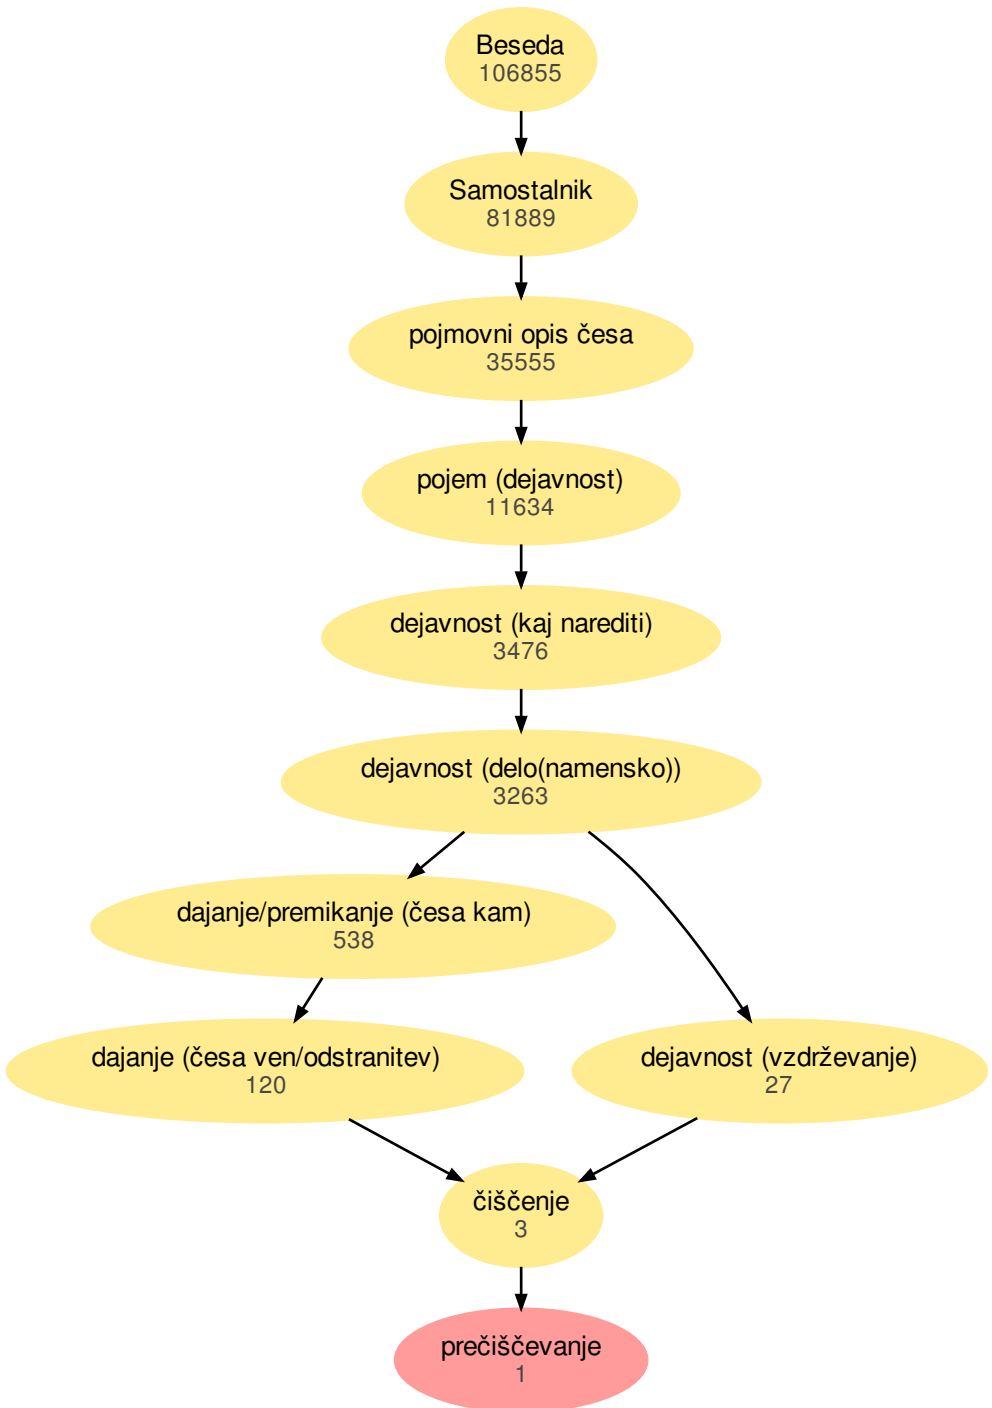 Beseda
106855
Samostalnik
81889
pojmovni opis česa
35555
pojem (dejavnost)
11634
dejavnost (kaj narediti)
3476
dejavnost (delo(namensko))
3263
dajanje/premikanje (česa kam)
538
dajanje (česa ven/odstranitev)
120
dejavnost (vzdrževanje)
27
čiščenje
3
prečiščevanje
1